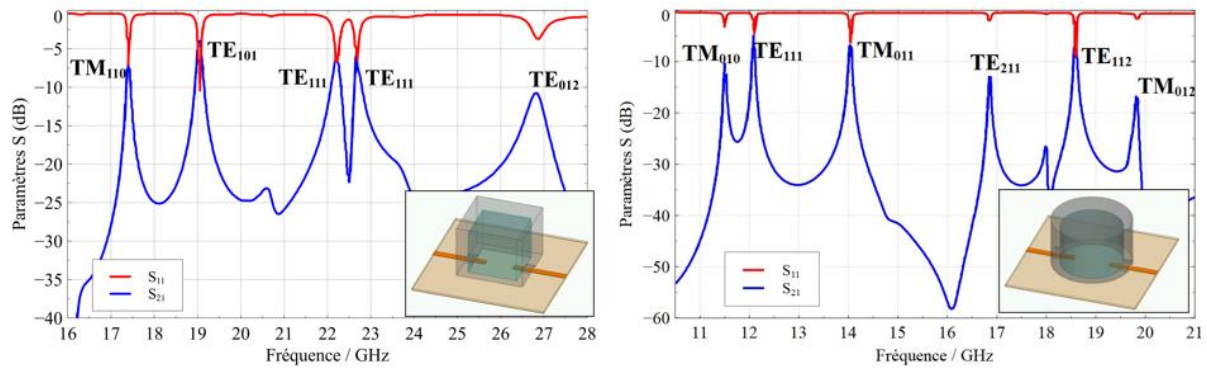 0
−5
−10
−15
−20
−25
−30
−35
−40
Paramètres S (dB)
TM110
TE101
TE111
TE111
TE012
S11
S21
16 17 18 19 20 21 22 23 24 25 26 27 28
Fréquence / GHz
0
−10
−20
−30
−40
−50
−60
Paramètres S (dB)
TM010
TE111
TM011
TE211
TE112
TM012
S11
S21
11 12 13 14 15 16 17 18 19 20 21
Fréquence / GHz